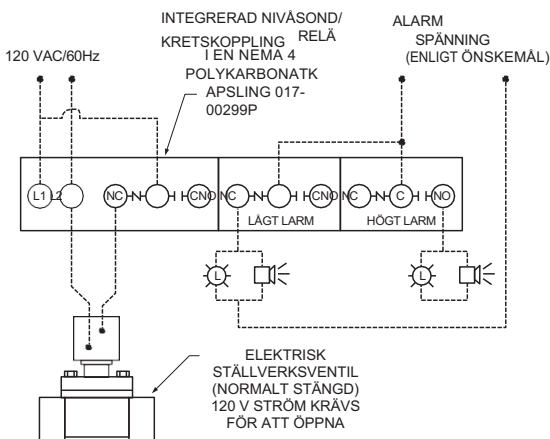 INTEGRERAD NIVÅSOND/
KRETSKOPPLING RELÄ
I EN NEMA 4
POLYKARBONATK
APSLING 017-
00299P
ALARM
SPÄNNING
(ENLIGT ÖNSKEMÅL)
120 VAC/60Hz
L1 L2 NC C NO NC C NO NC C NO
LÅGT LARM
HÖGT LARM
L L
ELEKTRISK
STÄLLVERKSVENTIL
(NORMALT STÄNGD)
120 V STRÖM KRÄVS
FÖR ATT ÖPPNA